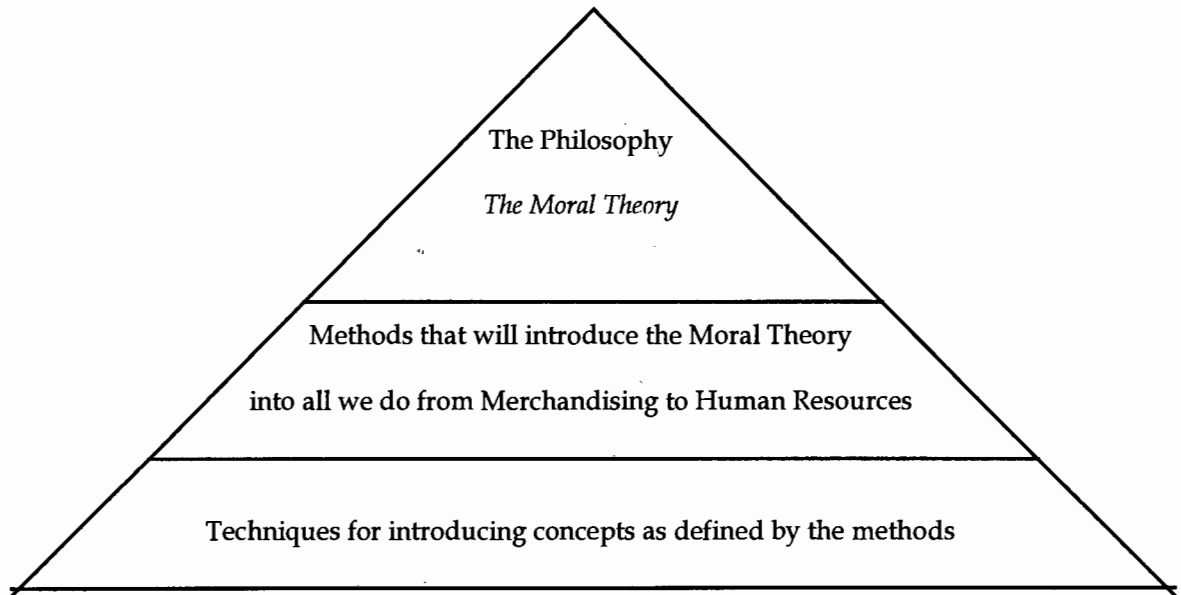 The Philosophy
The Moral Theory
Methods that will introduce the Moral Theory
into all we do from Merchandising to Human Resources
Techniques for introducing concepts as defined by the methods